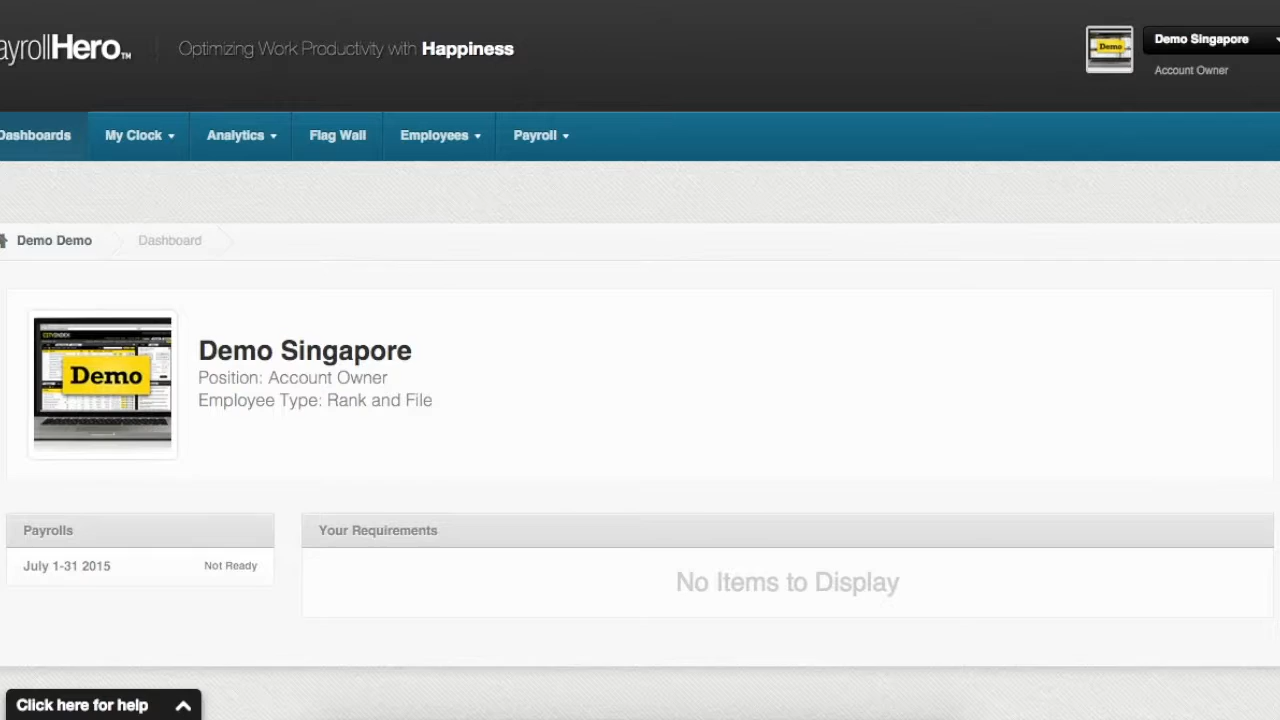 ayrollHero™ Optimizing Work Productivity with Happiness
Demo
Demo Singapore
Account Owner
Dashboards My Clock Analytics Flag Wall Employees Payroll
Demo Demo Dashboard
CITYINDEX
Demo
Demo Singapore
Position: Account Owner
Employee Type: Rank and File
Payrolls
July 1-31 2015 Not Ready
Your Requirements
No Items to Display
Click here for help